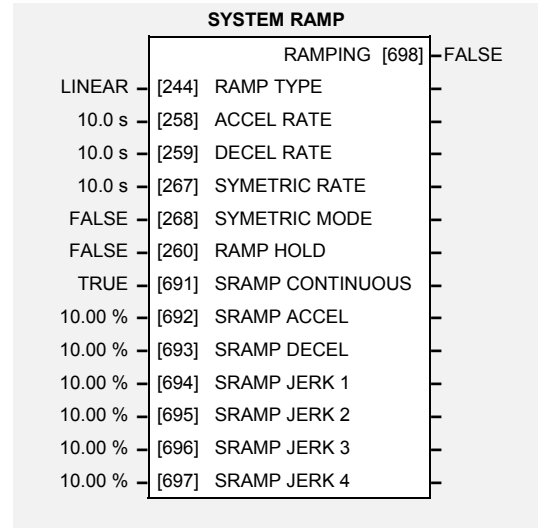 SYSTEM RAMP
RAMPING [698] – FALSE
LINEAR – [244] RAMP TYPE –
10.0 s – [258] ACCEL RATE –
10.0 s – [259] DECEL RATE –
10.0 s – [267] SYMETRIC RATE –
FALSE – [268] SYMETRIC MODE –
FALSE – [260] RAMP HOLD –
TRUE – [691] SRAMP CONTINUOUS –
10.00 % – [692] SRAMP ACCEL –
10.00 % – [693] SRAMP DECEL –
10.00 % – [694] SRAMP JERK 1 –
10.00 % – [695] SRAMP JERK 2 –
10.00 % – [696] SRAMP JERK 3 –
10.00 % – [697] SRAMP JERK 4 –